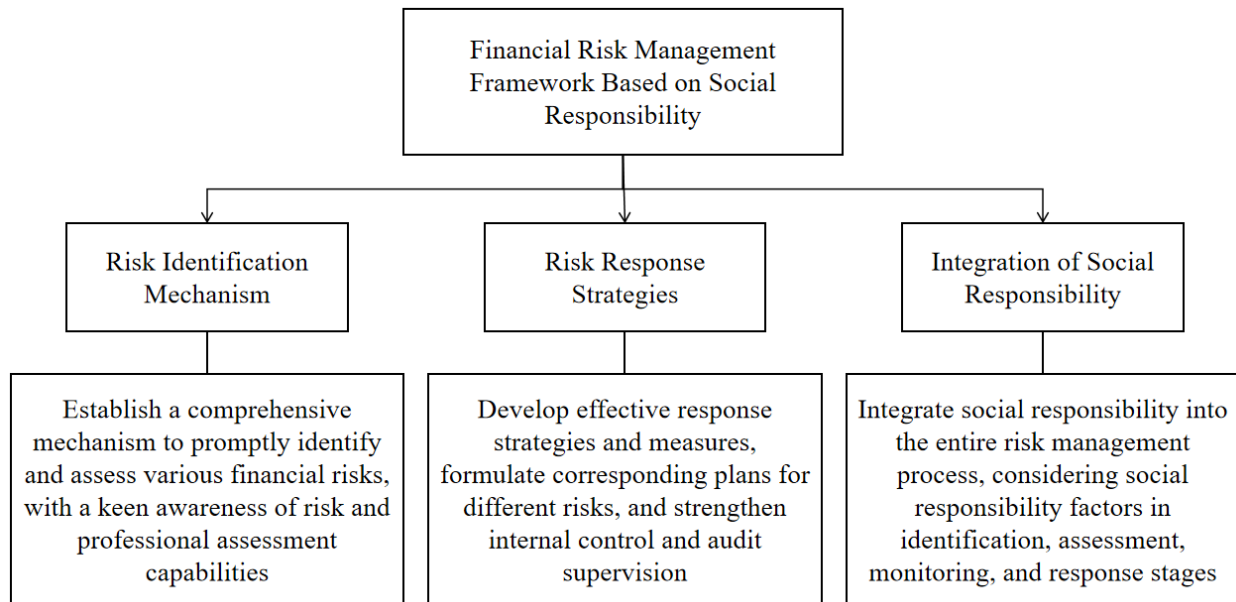 Financial Risk Management
Framework Based on Social
Responsibility
Risk Identification
Mechanism
Risk Response
Strategies
Integration of Social
Responsibility
Establish a comprehensive
mechanism to promptly identify
and assess various financial risks,
with a keen awareness of risk and
professional assessment
capabilities
Develop effective response
strategies and measures,
formulate corresponding plans for
different risks, and strengthen
internal control and audit
supervision
Integrate social responsibility into
the entire risk management
process, considering social
responsibility factors in
identification, assessment,
monitoring, and response stages